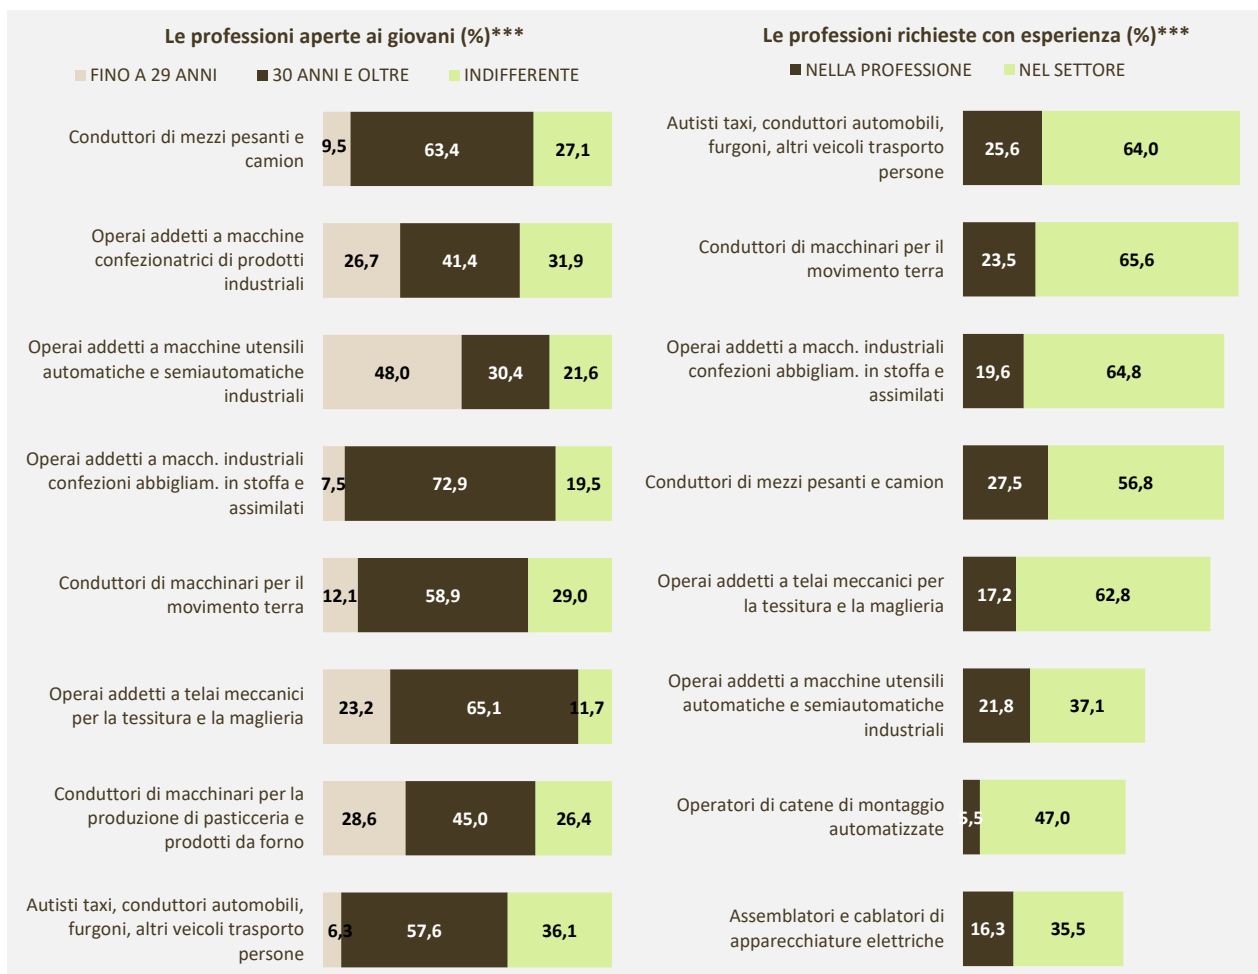 Le professioni aperte ai giovani (%)***
FINO A 29 ANNI 30 ANNI E OLTRE INDIFFERENTE
Conduttori di mezzi pesanti e
camion
9,5 63,4 27,1
Operai addetti a macchine
confezionatrici di prodotti
industriali
26,7 41,4 31,9
Operai addetti a macchine utensili
automatiche e semiautomatiche
industriali
48,0 30,4 21,6
Operai addetti a macch. industriali
confezioni abbigliam. in stoffa e
assimilati
7,5 72,9 19,5
Conduttori di macchinari per il
movimento terra
12,1 58,9 29,0
Operai addetti a telai meccanici
per la tessitura e la maglieria
23,2 65,1 11,7
Conduttori di macchinari per la
produzione di pasticceria e
prodotti da forno
28,6 45,0 26,4
Autisti taxi, conduttori automobili,
furgoni, altri veicoli trasporto
persone
6,3 57,6 36,1
Le professioni richieste con esperienza (%)***
NELLA PROFESSIONE NEL SETTORE
Autisti taxi, conduttori automobili,
furgoni, altri veicoli trasporto
persone
25,6 64,0
Conduttori di macchinari per il
movimento terra
23,5 65,6
Operai addetti a macch. industriali
confezioni abbigliam. in stoffa e
assimilati
19,6 64,8
Conduttori di mezzi pesanti e camion
27,5 56,8
Operai addetti a telai meccanici per
la tessitura e la maglieria
17,2 62,8
Operai addetti a macchine utensili
automatiche e semiautomatiche
industriali
21,8 37,1
Operatori di catene di montaggio
automatizzate
5,5 47,0
Assemblatori e cablatori di
apparecchiature elettriche
16,3 35,5